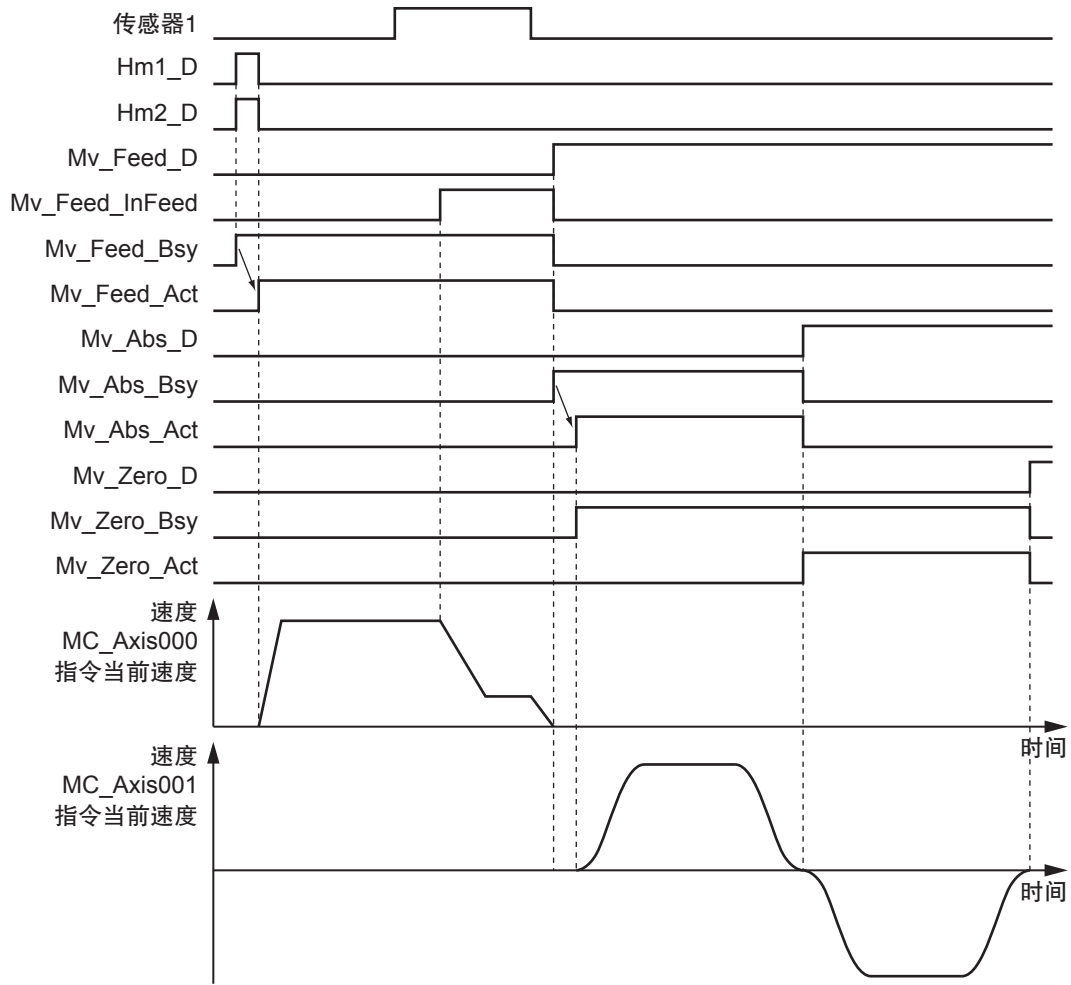 传感器1
Hm1_D
Hm2_D
Mv_Feed_D
Mv_Feed_InFeed
Mv_Feed_Bsy
Mv_Feed_Act
Mv_Abs_D
Mv_Abs_Bsy
Mv_Abs_Act
Mv_Zero_D
Mv_Zero_Bsy
Mv_Zero_Act
速度
MC_Axis000
指令当前速度
时间
速度
MC_Axis001
指令当前速度
时间